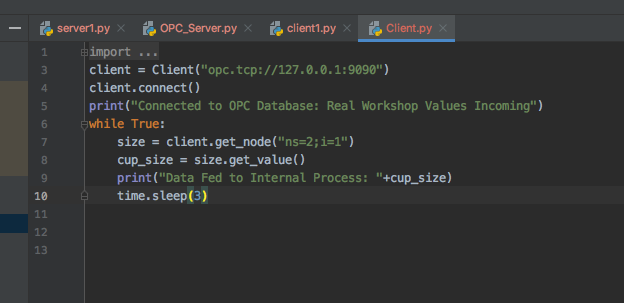 server1.py × OPC_Server.py × client1.py × Client.py ×
1 import ...
3 client = Client("opc.tcp://127.0.0.1:9090")
4 client.connect()
5 print("Connected to OPC Database: Real Workshop Values Incoming")
6 while True:
7 size = client.get_node("ns=2;i=1")
8 cup_size = size.get_value()
9 print("Data Fed to Internal Process: "+cup_size)
10 time.sleep(3)
11
12
13